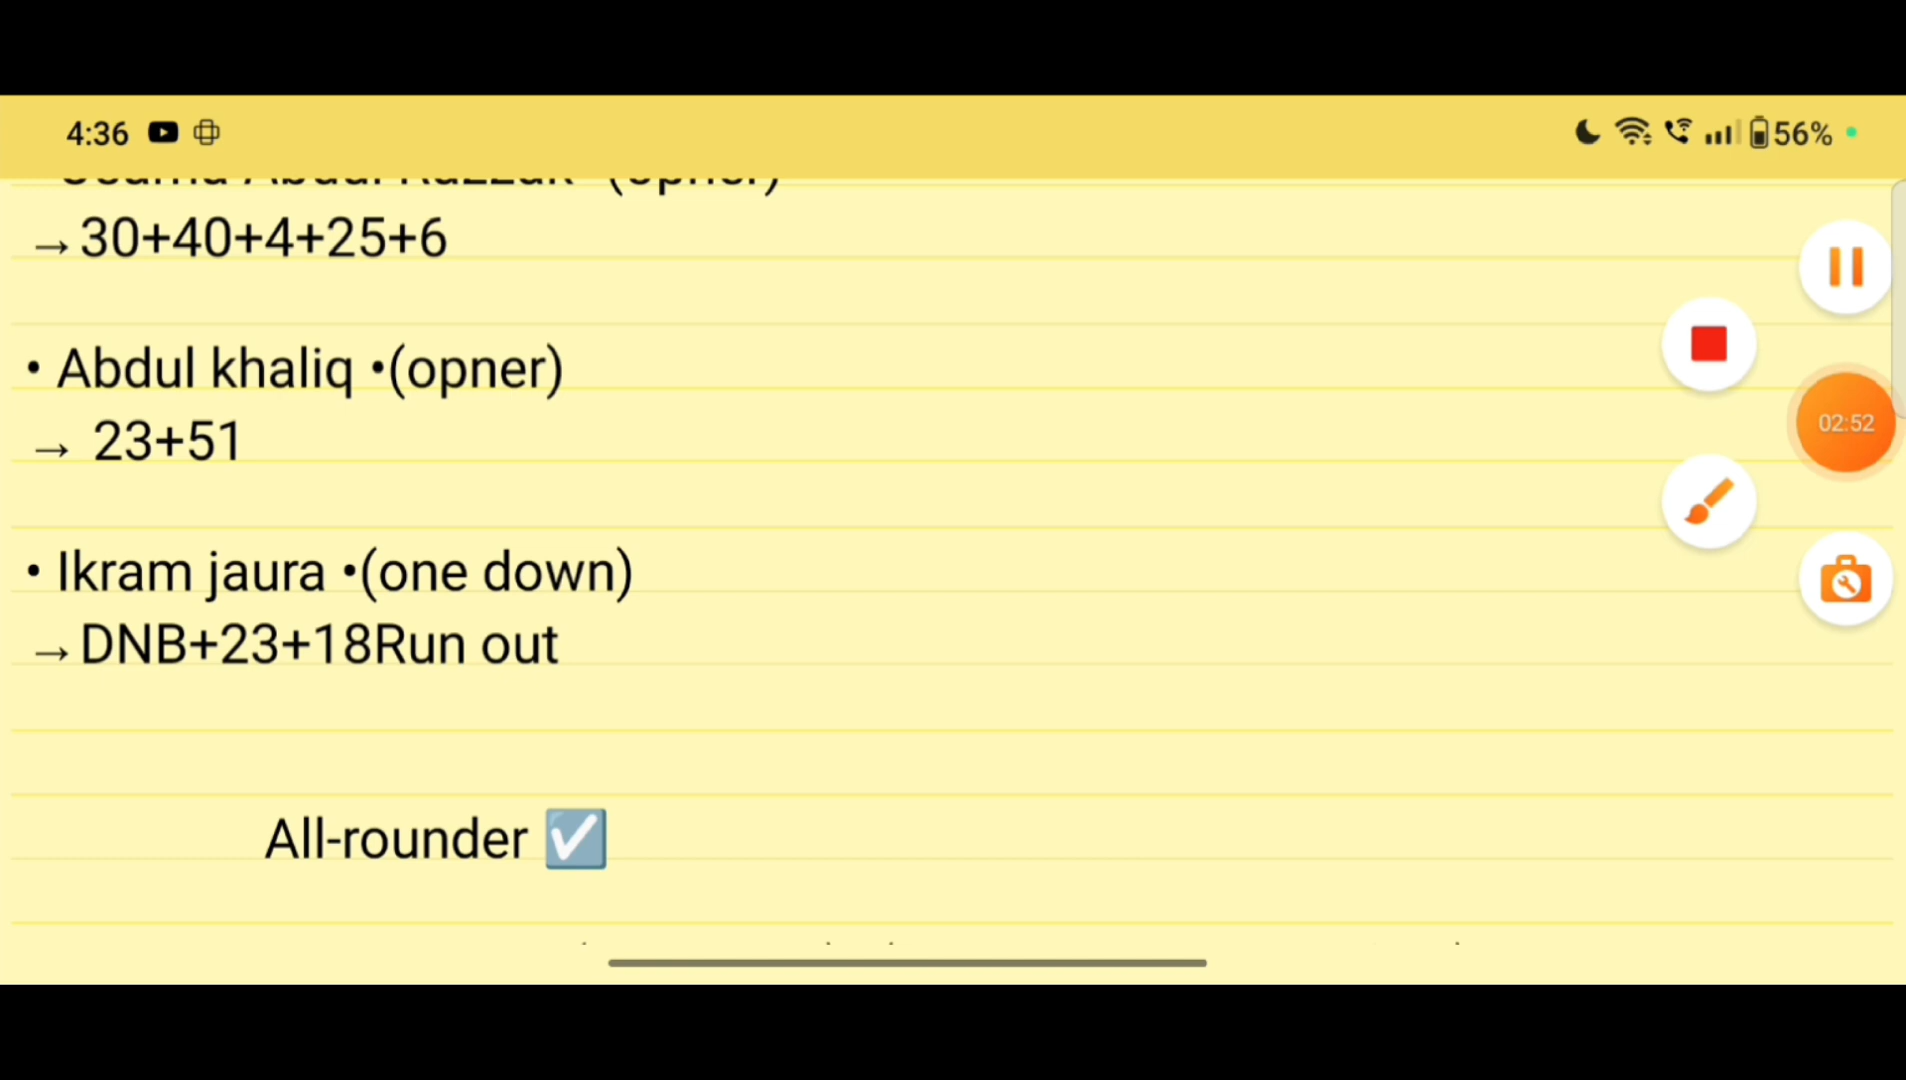 4:36 56%
(opner)
→30+40+4+25+6
• Abdul khaliq •(opner)
→ 23+51
02:52
• Ikram jaura •(one down)
→DNB+23+18Run out
All-rounder ☑️